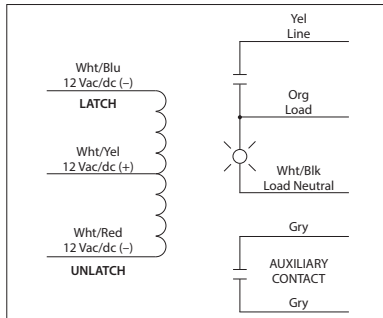 Yel
Line
Wht/Blu
12 Vac/dc (–)
LATCH
Org
Load
Wht/Yel
12 Vac/dc (+)
Wht/Blk
Load Neutral
Wht/Red
12 Vac/dc (–)
UNLATCH
Gry
AUXILIARY
CONTACT
Gry